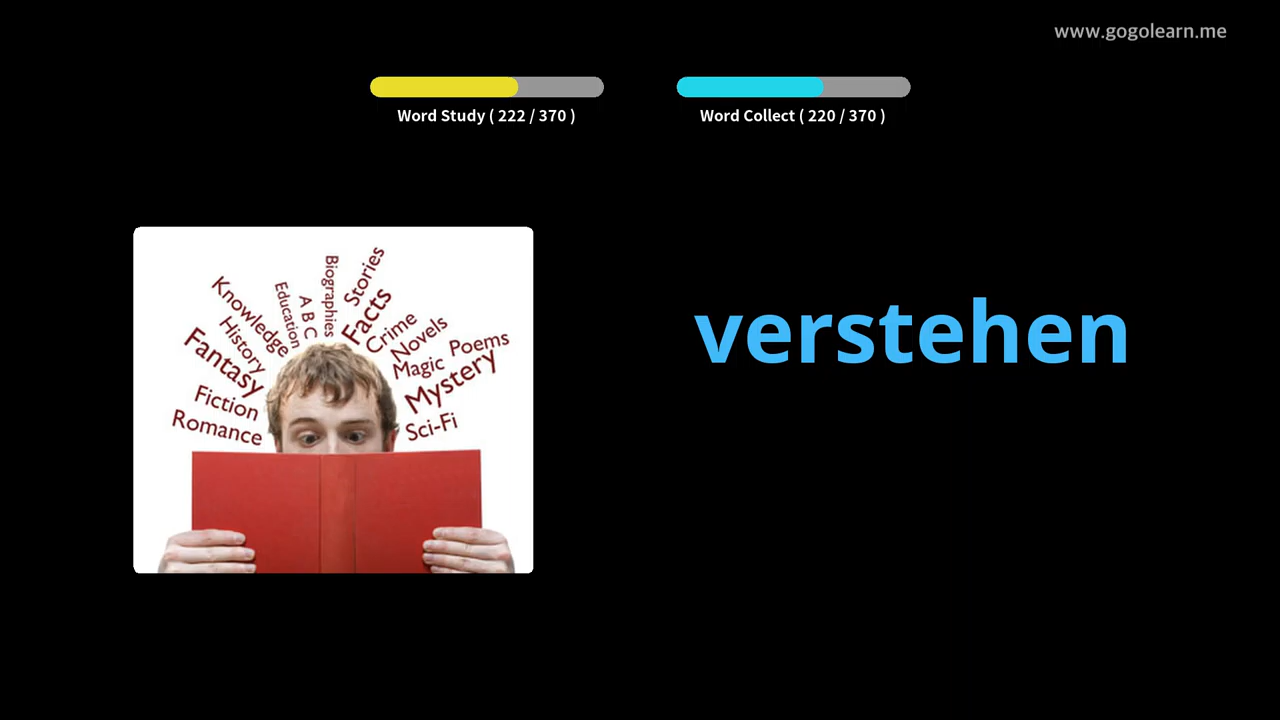 www.gogolearn.me
Word Study ( 222 / 370 )
Word Collect ( 220 / 370 )
verstehen
Romance
Fiction
Fantasy
History
Knowledge
Education
A B C
Biographies
Stories
Facts
Crime
Novels
Magic
Poems
Mystery
Sci-Fi